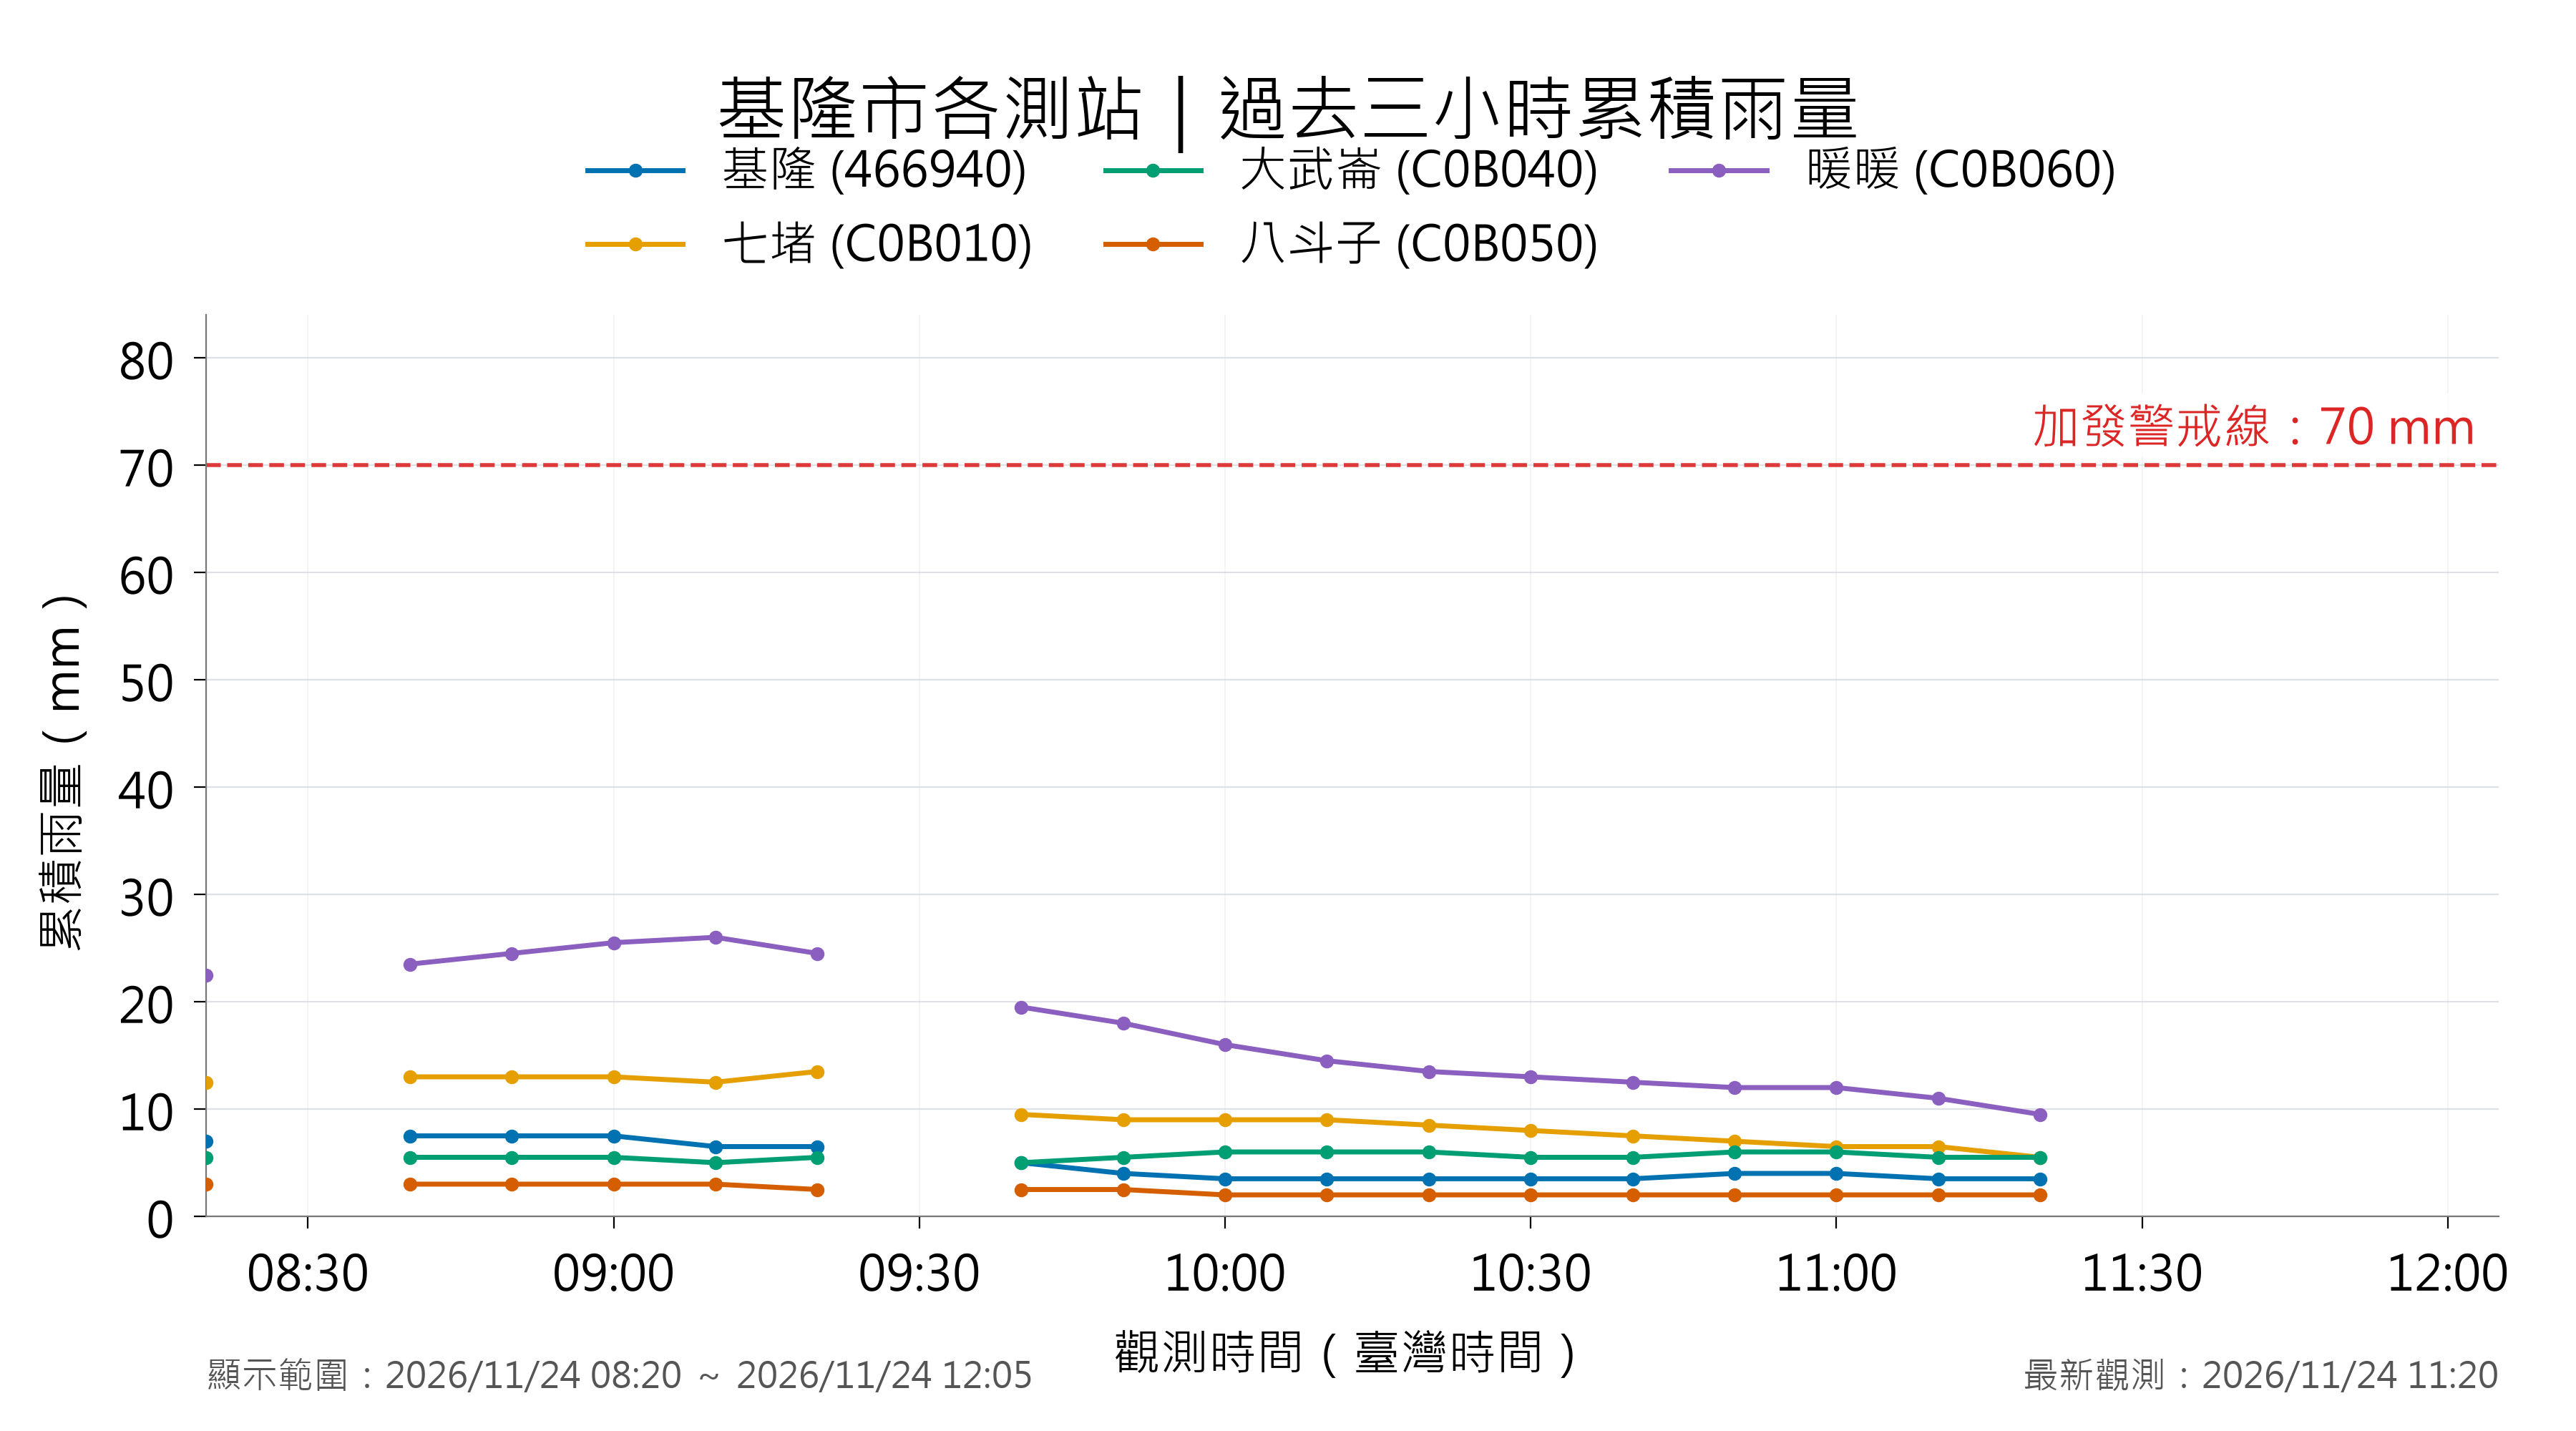 基隆市各測站｜過去三小時累積雨量
基隆 (466940)
七堵 (C0B010)
大武崙 (C0B040)
八斗子 (C0B050)
暖暖 (C0B060)
累積雨量（mm）
80
70
60
50
40
30
20
10
0
加發警戒線：70 mm
08:30 09:00 09:30 10:00 10:30 11:00 11:30 12:00
觀測時間（臺灣時間）
顯示範圍：2026/11/24 08:20 ~ 2026/11/24 12:05
最新觀測：2026/11/24 11:20